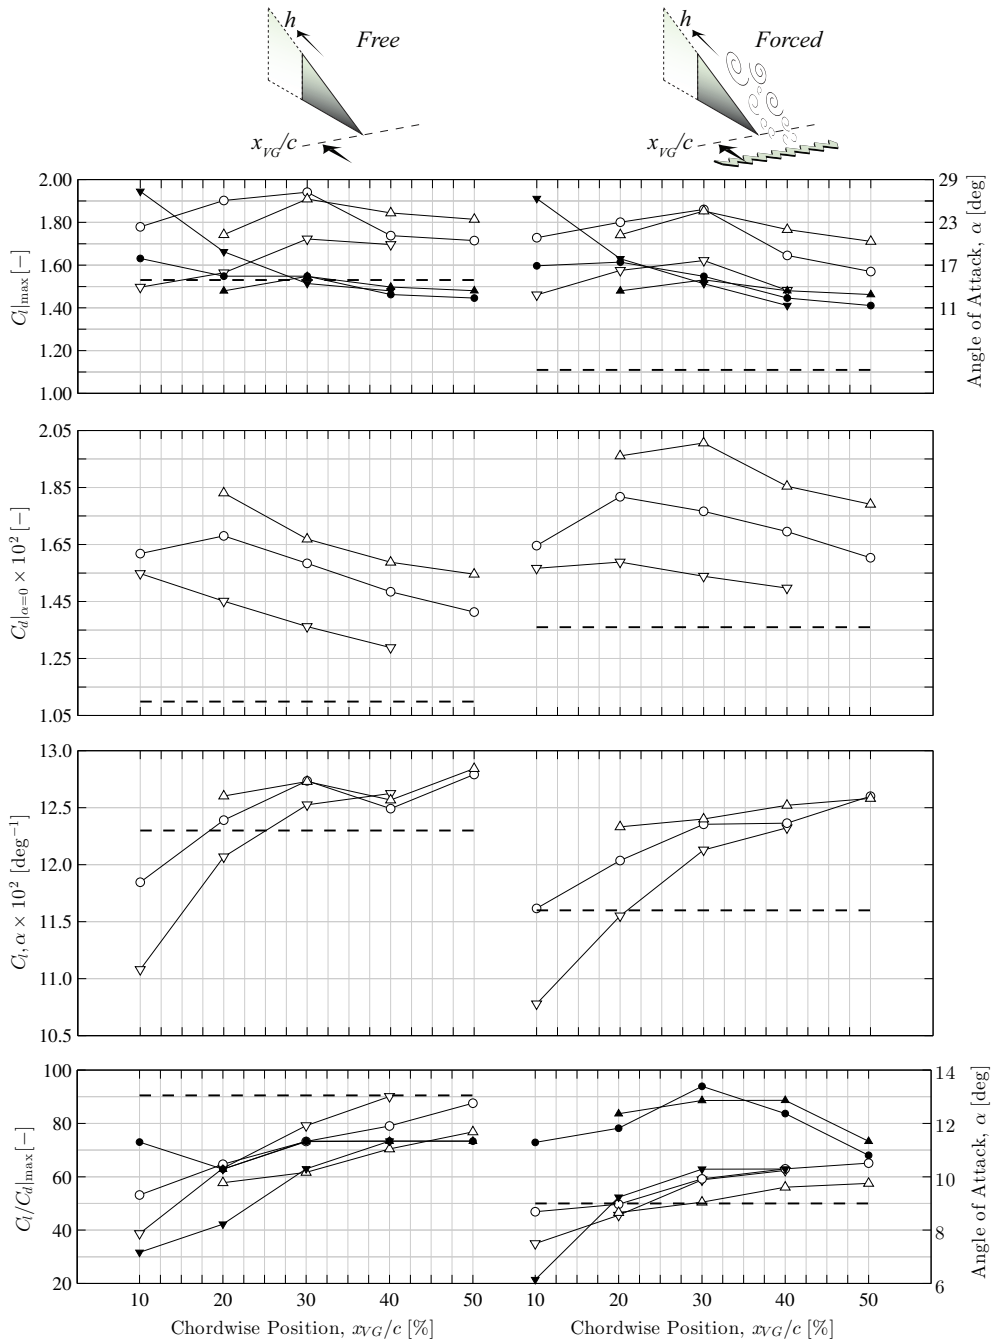 h
Free
x_VG/c
h
Forced
x_VG/c
2.00
1.80
1.60
1.40
1.20
1.00
C_l|max [−]
29
23
17
11
Angle of Attack, α [deg]
2.05
1.85
1.65
1.45
1.25
1.05
C_d|α=0 × 10² [−]
13.0
12.5
12.0
11.5
11.0
10.5
C_l, α × 10² [deg⁻¹]
100
80
60
40
20
C_l/C_d|max [−]
14
12
10
8
6
Angle of Attack, α [deg]
10 20 30 40 50 10 20 30 40 50
Chordwise Position, x_VG/c [%] Chordwise Position, x_VG/c [%]